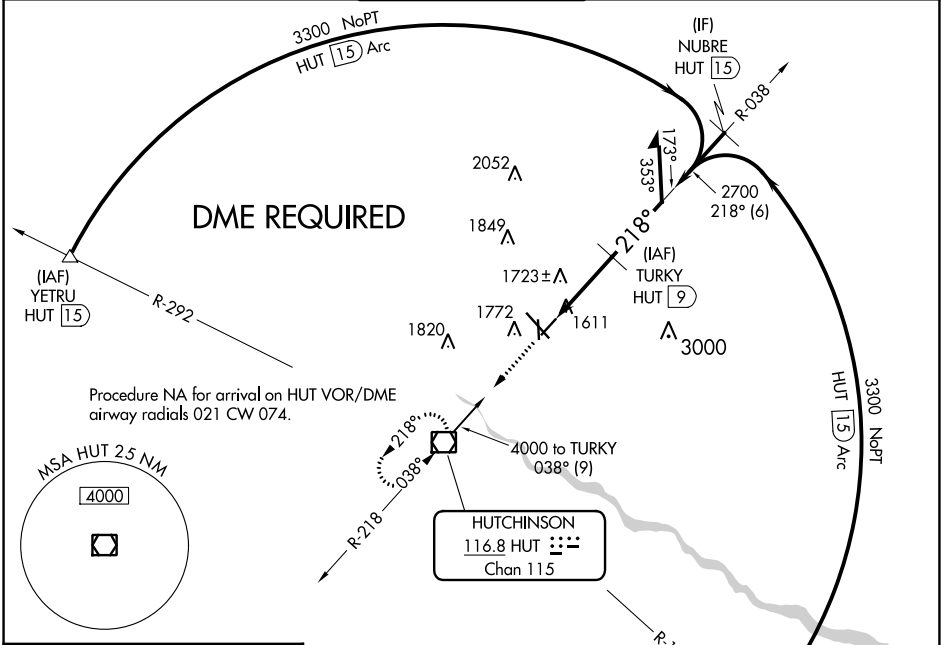 3300 NoPT
HUT 15 Arc
(IF)
NUBRE
HUT 15
R-038
173°
353°
2052
2700
218° (6)
DME REQUIRED
1849
218°
(IAF)
TURKY
HUT 9
(IAF)
YETRU
HUT 15
R-292
1723±
1772
1611
1820
3000
3300 NoPT
HUT 15 Arc
Procedure NA for arrival on HUT VOR/DME
airway radials 021 CW 074.
218°
038°
4000 to TURKY
038° (9)
MSA HUT 25 NM
4000
R-218
HUTCHINSON
116.8 HUT
Chan 115